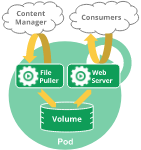 Content
Manager
Consumers
File
Puller
Web
Server
Volume
Pod